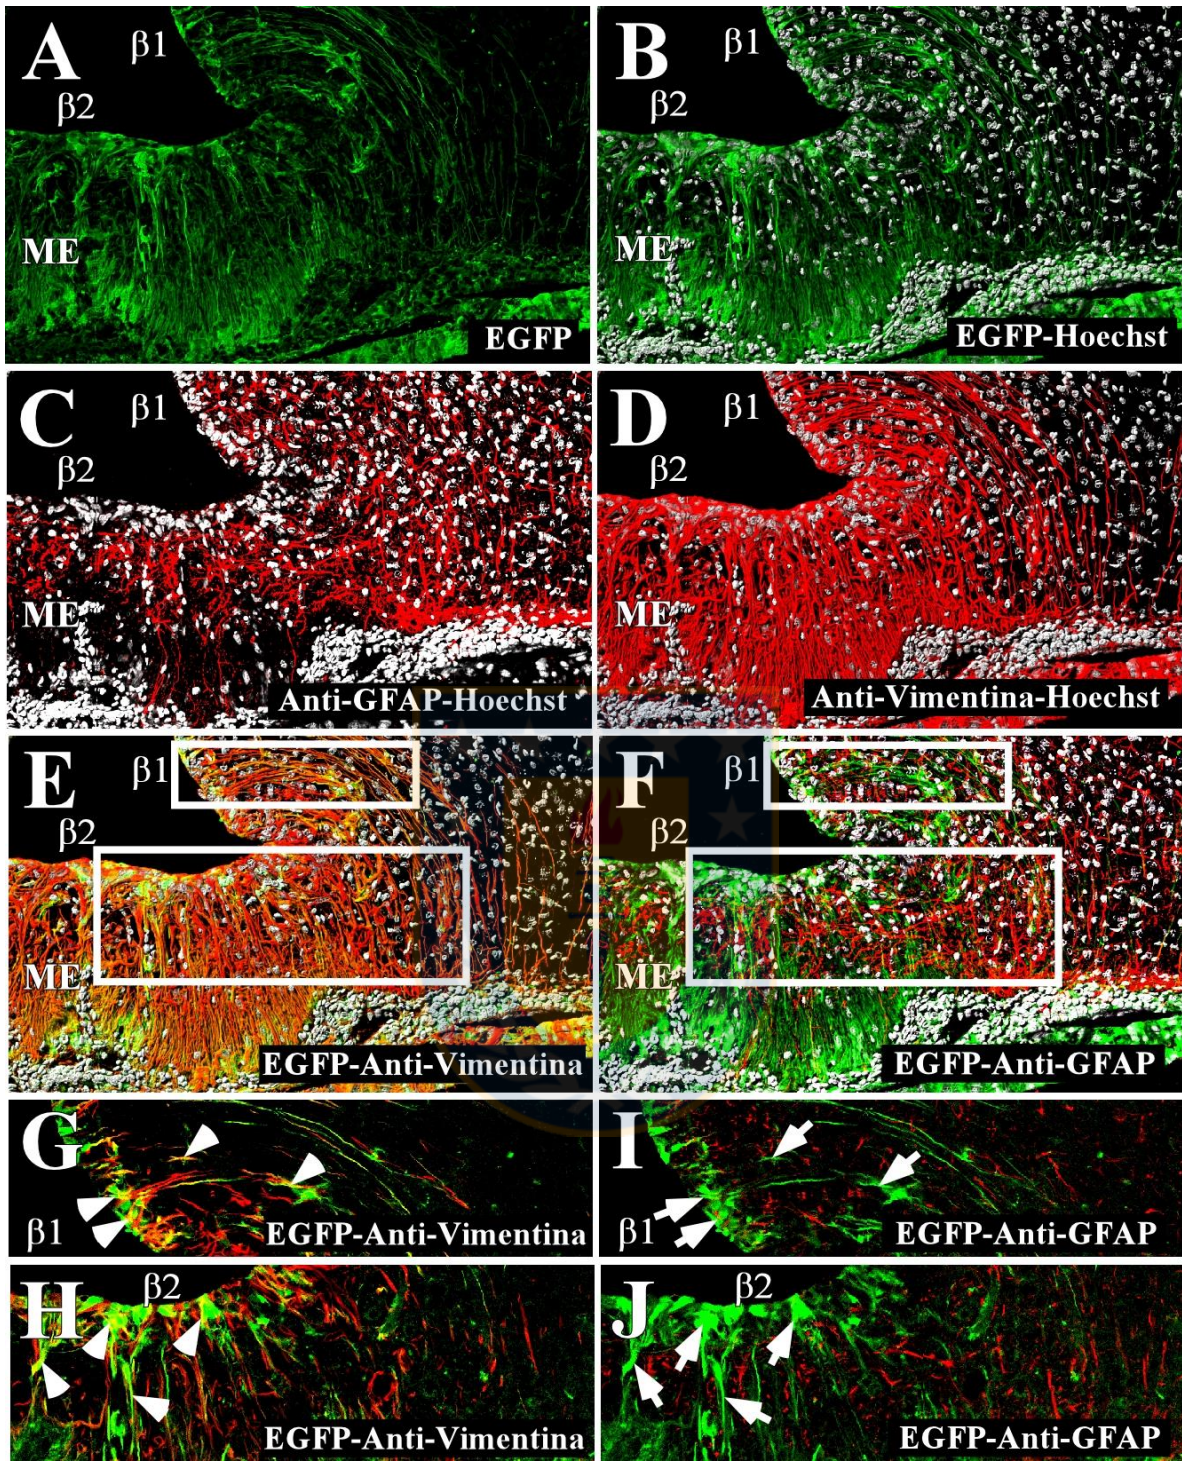 A
β1
β2
ME
EGFP
B
β1
β2
ME
EGFP-Hoechst
C
β1
β2
ME
Anti-GFAP-Hoechst
D
β1
β2
ME
Anti-Vimentina-Hoechst
E
β1
β2
ME
EGFP-Anti-Vimentina
F
β1
β2
ME
EGFP-Anti-GFAP
G
β1
EGFP-Anti-Vimentina
I
β1
EGFP-Anti-GFAP
H
β2
EGFP-Anti-Vimentina
J
β2
EGFP-Anti-GFAP